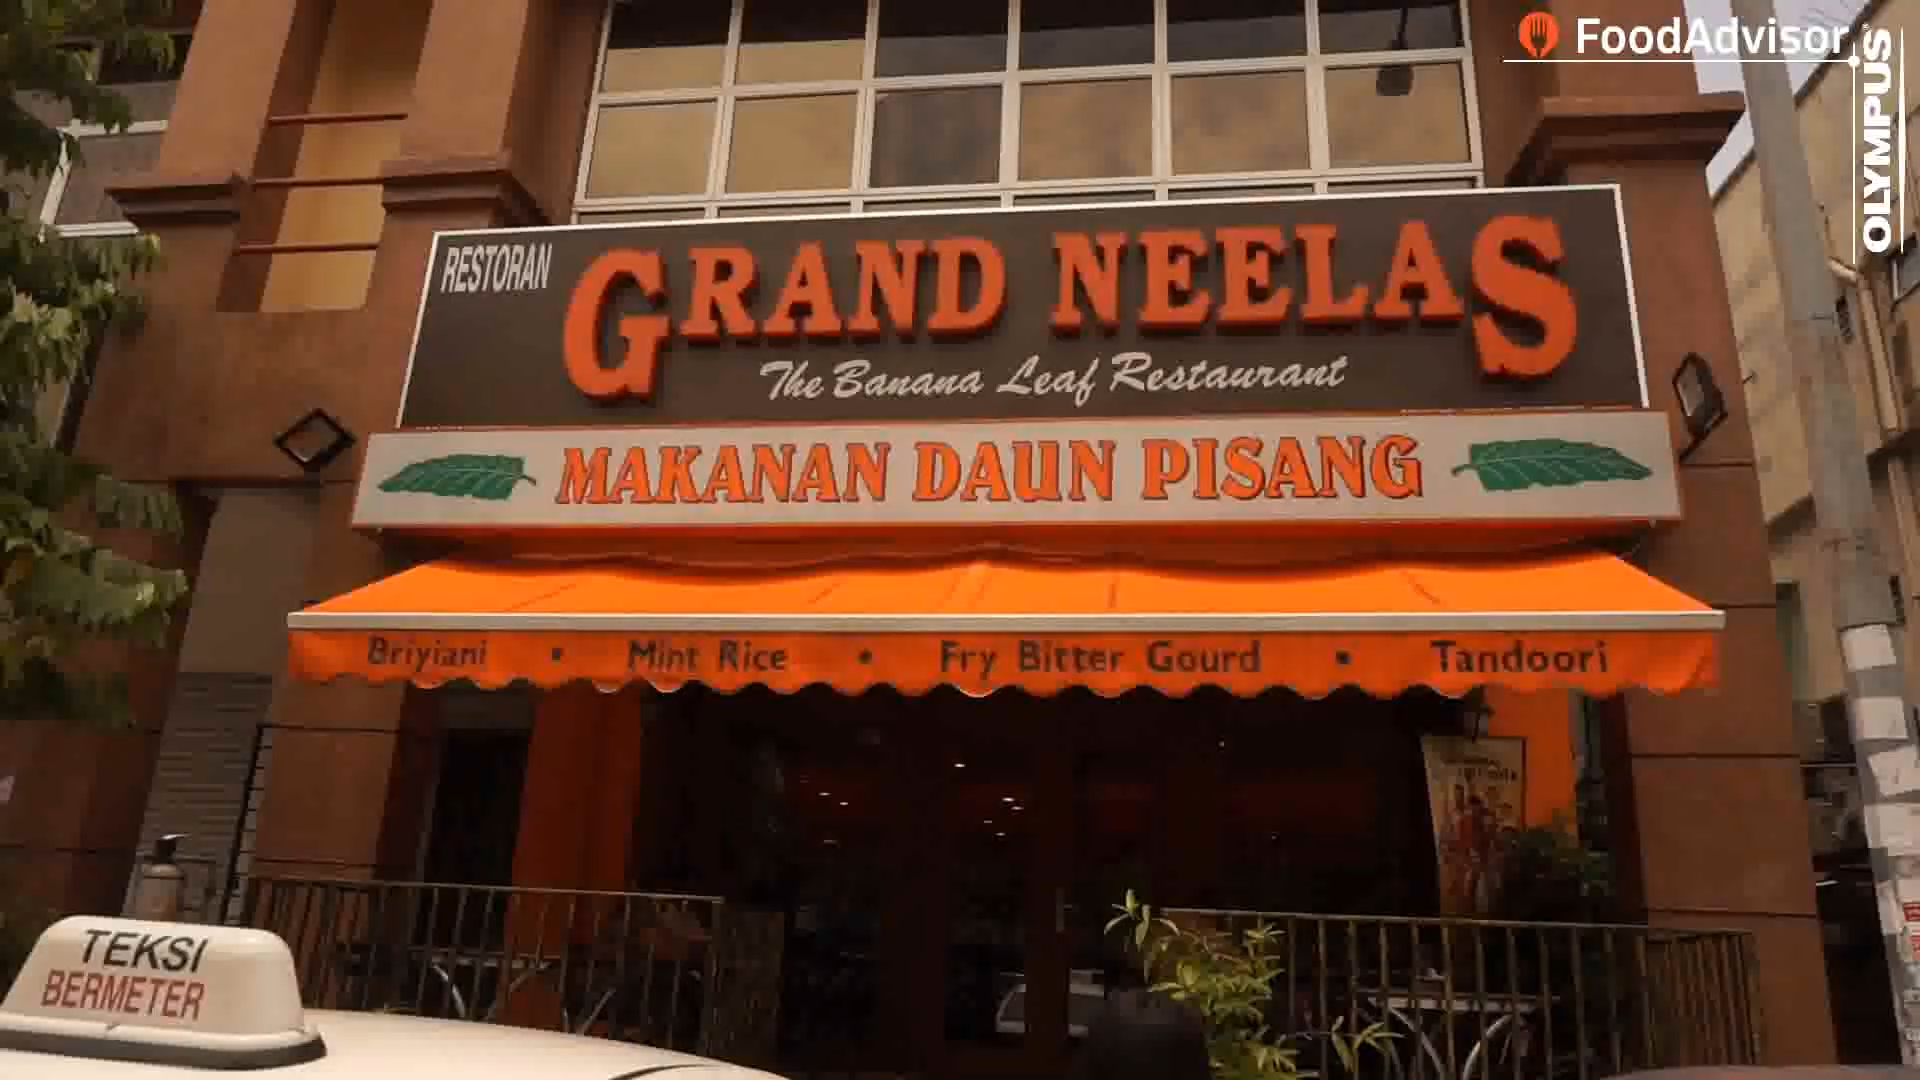 FoodAdvisor
OLYMPUS
RESTORAN
GRAND NEELAS
The Banana Leaf Restaurant
MAKANAN DAUN PISANG
Briyiani • Mint Rice • Fry Bitter Gourd • Tandoori
TEKSI
BERMETER